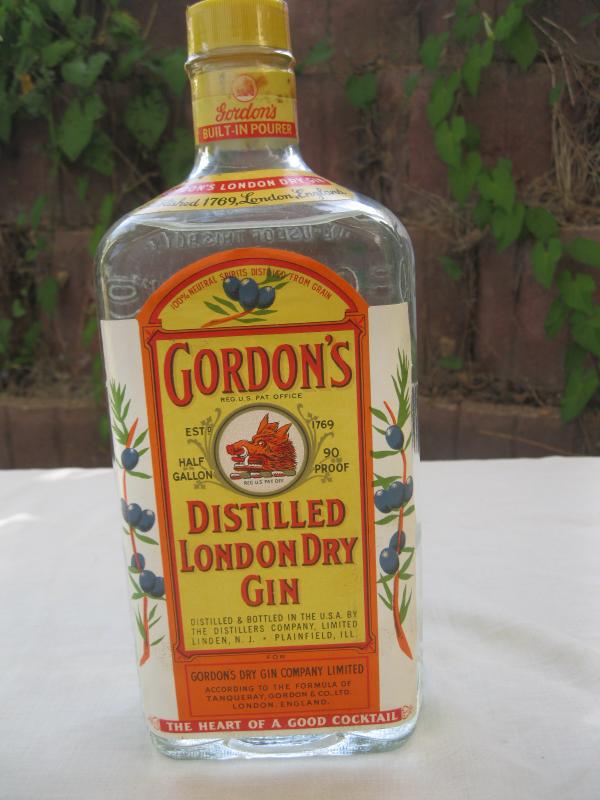 Gordon's
BUILT-IN POURER
LONDON DRY
1769, London, England
100% NEUTRAL SPIRITS DISTILLED FROM GRAIN
GORDON'S
REG. U.S. PAT. OFFICE
ESTD 1769
HALF GALLON
90 PROOF
REG U.S PAT OFF
DISTILLED
LONDON DRY
GIN
DISTILLED & BOTTLED IN THE U.S.A. BY
THE DISTILLERS COMPANY, LIMITED
LINDEN, N. J. • PLAINFIELD, ILL.
FOR
GORDON'S DRY GIN COMPANY LIMITED
ACCORDING TO THE FORMULA OF
TANQUERAY, GORDON & CO., LTD.
LONDON, ENGLAND.
THE HEART OF A GOOD COCKTAIL